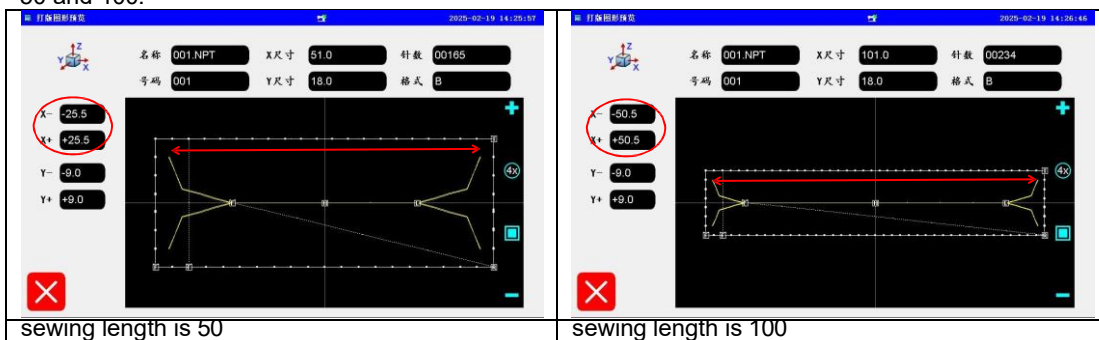 50 and 100.
打版图形预览 2025-02-19 14:25:57
Z
Y X
名称 001.NPT X尺寸 51.0 针数 00165
号码 001 Y尺寸 18.0 格式 B
X- -25.5
X+ +25.5
Y- -9.0
Y+ +9.0
4x
打版图形预览 2025-02-19 14:26:46
Z
Y X
名称 001.NPT X尺寸 101.0 针数 00234
号码 001 Y尺寸 18.0 格式 B
X- -50.5
X+ +50.5
Y- -9.0
Y+ +9.0
4x
sewing length is 50
sewing length is 100